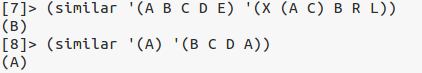 [7]> (similar '(A B C D E) '(X (A C) B R L))
(B)
[8]> (similar '(A) '(B C D A))
(A)